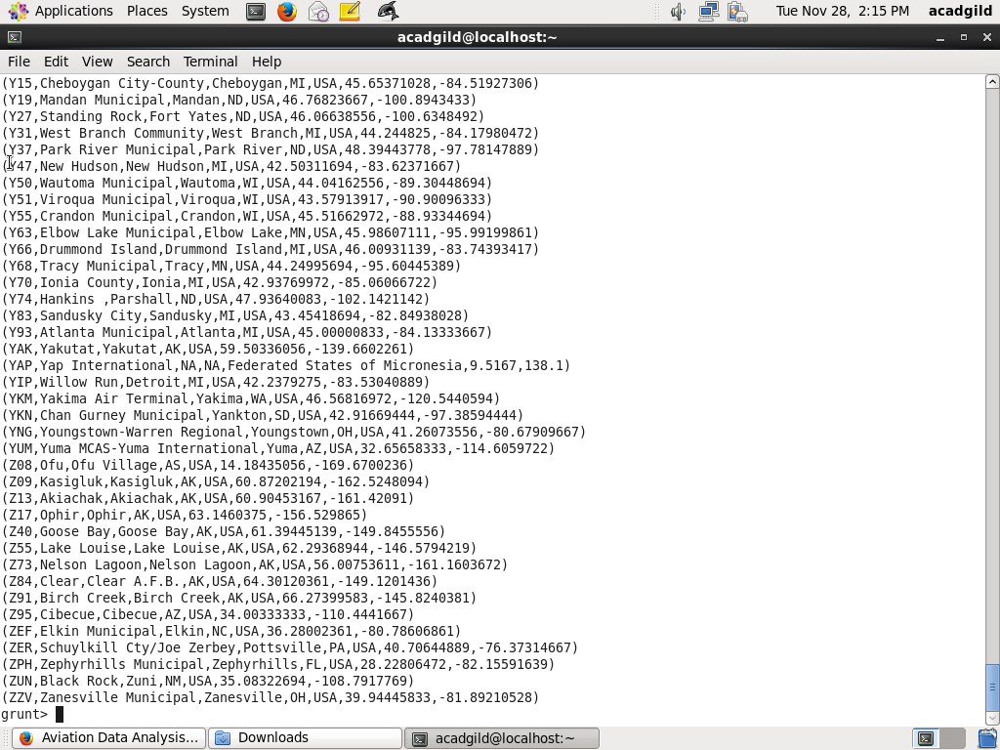 Applications Places System Tue Nov 28, 2:15 PM acadgild
acadgild@localhost:~
File Edit View Search Terminal Help
(Y15,Cheboygan City-County,Cheboygan,MI,USA,45.65371028,-84.51927306)
(Y19,Mandan Municipal,Mandan,ND,USA,46.76823667,-100.8943433)
(Y27,Standing Rock,Fort Yates,ND,USA,46.06638556,-100.6348492)
(Y31,West Branch Community,West Branch,MI,USA,44.244825,-84.17980472)
(Y37,Park River Municipal,Park River,ND,USA,48.39443778,-97.78147889)
(Y47,New Hudson,New Hudson,MI,USA,42.50311694,-83.62371667)
(Y50,Wautoma Municipal,Wautoma,WI,USA,44.04162556,-89.30448694)
(Y51,Viroqua Municipal,Viroqua,WI,USA,43.57913917,-90.90096333)
(Y55,Crandon Municipal,Crandon,WI,USA,45.51662972,-88.93344694)
(Y63,Elbow Lake Municipal,Elbow Lake,MN,USA,45.98607111,-95.99199861)
(Y66,Drummond Island,Drummond Island,MI,USA,46.00931139,-83.74393417)
(Y68,Tracy Municipal,Tracy,MN,USA,44.24995694,-95.60445389)
(Y70,Ionia County,Ionia,MI,USA,42.93769972,-85.06066722)
(Y74,Hankins ,Parshall,ND,USA,47.93640083,-102.1421142)
(Y83,Sandusky City,Sandusky,MI,USA,43.45418694,-82.84938028)
(Y93,Atlanta Municipal,Atlanta,MI,USA,45.00000833,-84.13333667)
(YAK,Yakutat,Yakutat,AK,USA,59.50336056,-139.6602261)
(YAP,Yap International,NA,NA,Federated States of Micronesia,9.5167,138.1)
(YIP,Willow Run,Detroit,MI,USA,42.2379275,-83.53040889)
(YKM,Yakima Air Terminal,Yakima,WA,USA,46.56816972,-120.5440594)
(YKN,Chan Gurney Municipal,Yankton,SD,USA,42.91669444,-97.38594444)
(YNG,Youngstown-Warren Regional,Youngstown,OH,USA,41.26073556,-80.67909667)
(YUM,Yuma MCAS-Yuma International,Yuma,AZ,USA,32.65658333,-114.6059722)
(Z08,Ofu,Ofu Village,AS,USA,14.18435056,-169.6700236)
(Z09,Kasigluk,Kasigluk,AK,USA,60.87202194,-162.5248094)
(Z13,Akiachak,Akiachak,AK,USA,60.90453167,-161.42091)
(Z17,Ophir,Ophir,AK,USA,63.1460375,-156.529865)
(Z40,Goose Bay,Goose Bay,AK,USA,61.39445139,-149.8455556)
(Z55,Lake Louise,Lake Louise,AK,USA,62.29368944,-146.5794219)
(Z73,Nelson Lagoon,Nelson Lagoon,AK,USA,56.00753611,-161.1603672)
(Z84,Clear,Clear A.F.B.,AK,USA,64.30120361,-149.1201436)
(Z91,Birch Creek,Birch Creek,AK,USA,66.27399583,-145.8240381)
(Z95,Cibecue,Cibecue,AZ,USA,34.00333333,-110.4441667)
(ZEF,Elkin Municipal,Elkin,NC,USA,36.28002361,-80.78606861)
(ZER,Schuylkill Cty/Joe Zerbey,Pottsville,PA,USA,40.70644889,-76.37314667)
(ZPH,Zephyrhills Municipal,Zephyrhills,FL,USA,28.22806472,-82.15591639)
(ZUN,Black Rock,Zuni,NM,USA,35.08322694,-108.7917769)
(ZZV,Zanesville Municipal,Zanesville,OH,USA,39.94445833,-81.89210528)
grunt>
Aviation Data Analysis... Downloads acadgild@localhost:~